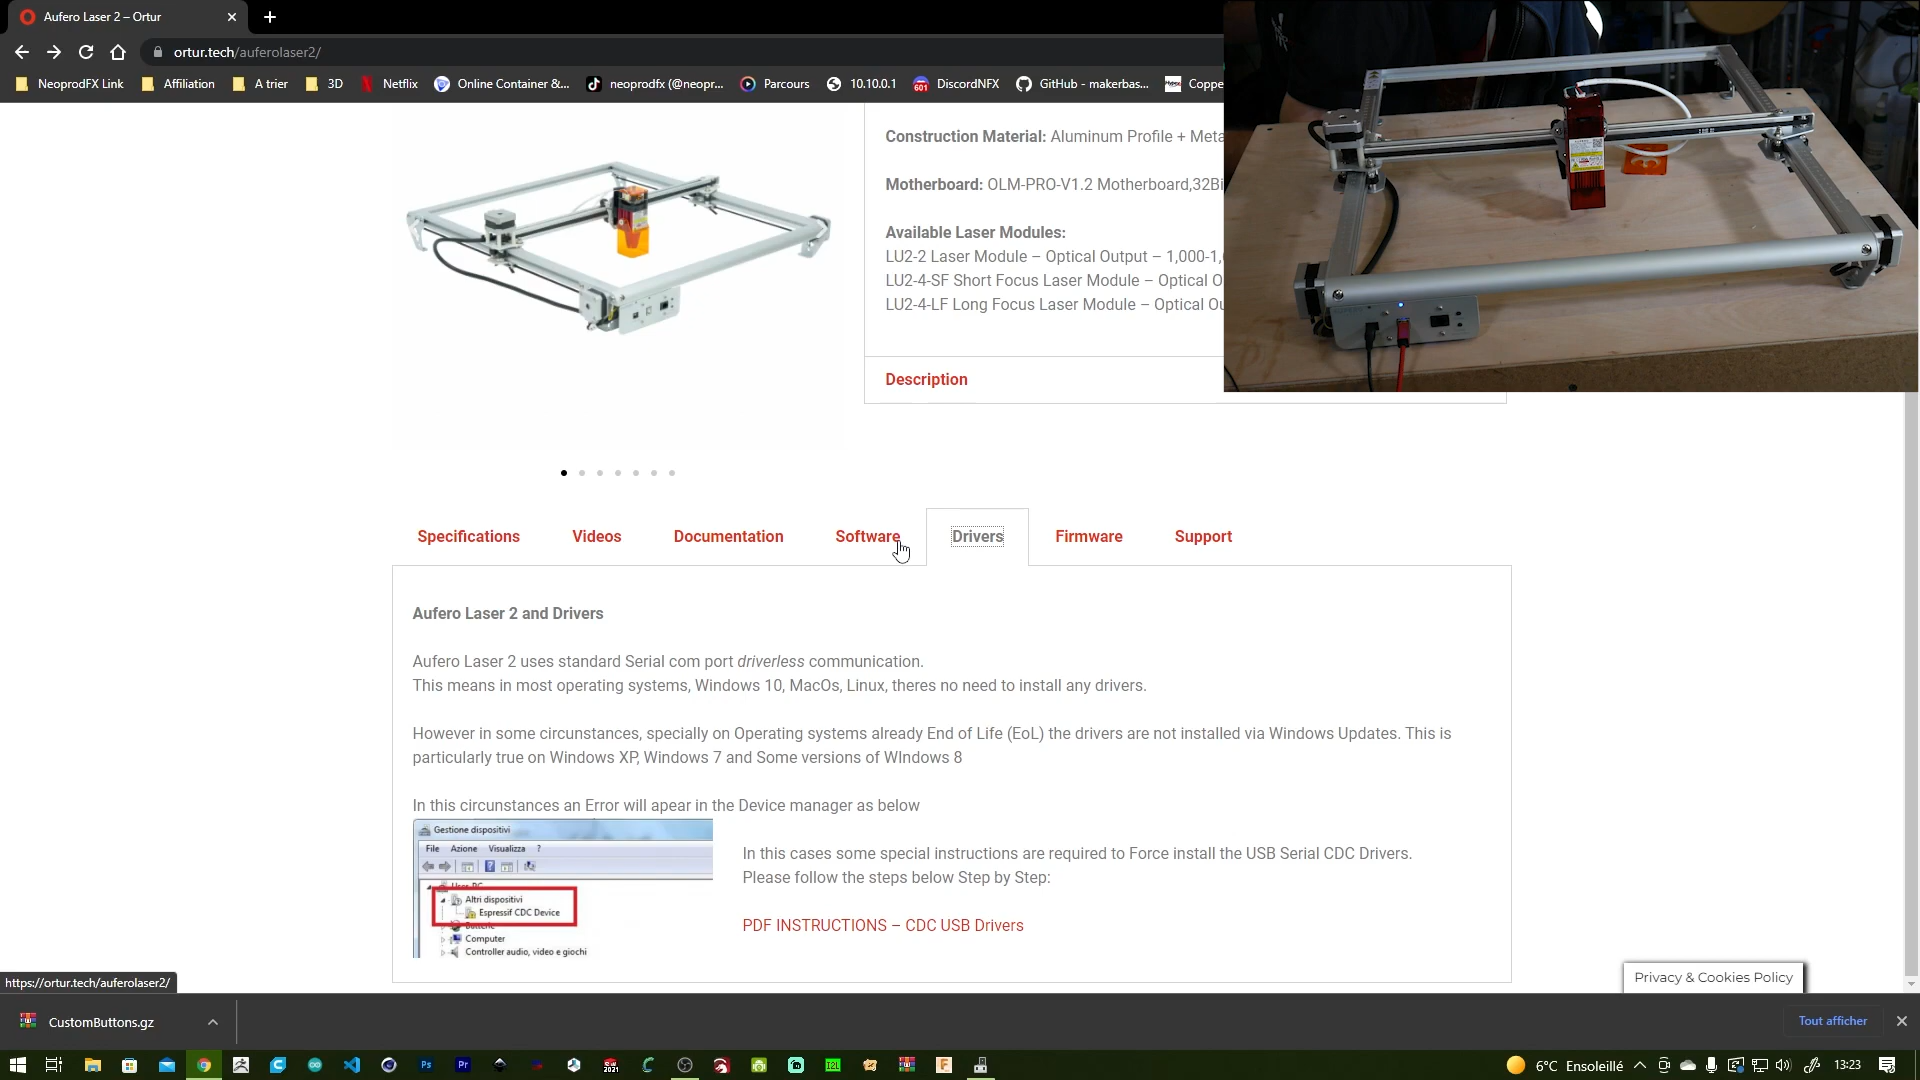 Aufero Laser 2 – Ortur
ortur.tech/auferolaser2/
NeoprodFX Link
Affiliation
A trier
3D
Netflix
Online Container &...
neoprodfx (@neopr...
Parcours
10.10.0.1
DiscordNFX
GitHub - makerbas...
Coppe
Construction Material: Aluminum Profile + Meta
Motherboard: OLM-PRO-V1.2 Motherboard,32Bi
Available Laser Modules:
LU2-2 Laser Module – Optical Output – 1,000-1,
LU2-4-SF Short Focus Laser Module – Optical O
LU2-4-LF Long Focus Laser Module – Optical Ou
Description
Specifications
Videos
Documentation
Software
Drivers
Firmware
Support
Aufero Laser 2 and Drivers
Aufero Laser 2 uses standard Serial com port driverless communication.
This means in most operating systems, Windows 10, MacOs, Linux, theres no need to install any drivers.
However in some circumstances, specially on Operating systems already End of Life (EoL) the drivers are not installed via Windows Updates. This is
particularly true on Windows XP, Windows 7 and Some versions of WIndows 8
In this circumstances an Error will apear in the Device manager as below
Gestione dispositivi
File Azione Visualizza ?
Altri dispositivi
Espressif CDC Device
Batterie
Computer
Controller audio, video e giochi
In this cases some special instructions are required to Force install the USB Serial CDC Drivers.
Please follow the steps below Step by Step:
PDF INSTRUCTIONS – CDC USB Drivers
Privacy & Cookies Policy
https://ortur.tech/auferolaser2/
CustomButtons.gz
Tout afficher
6°C Ensoleillé
13:23